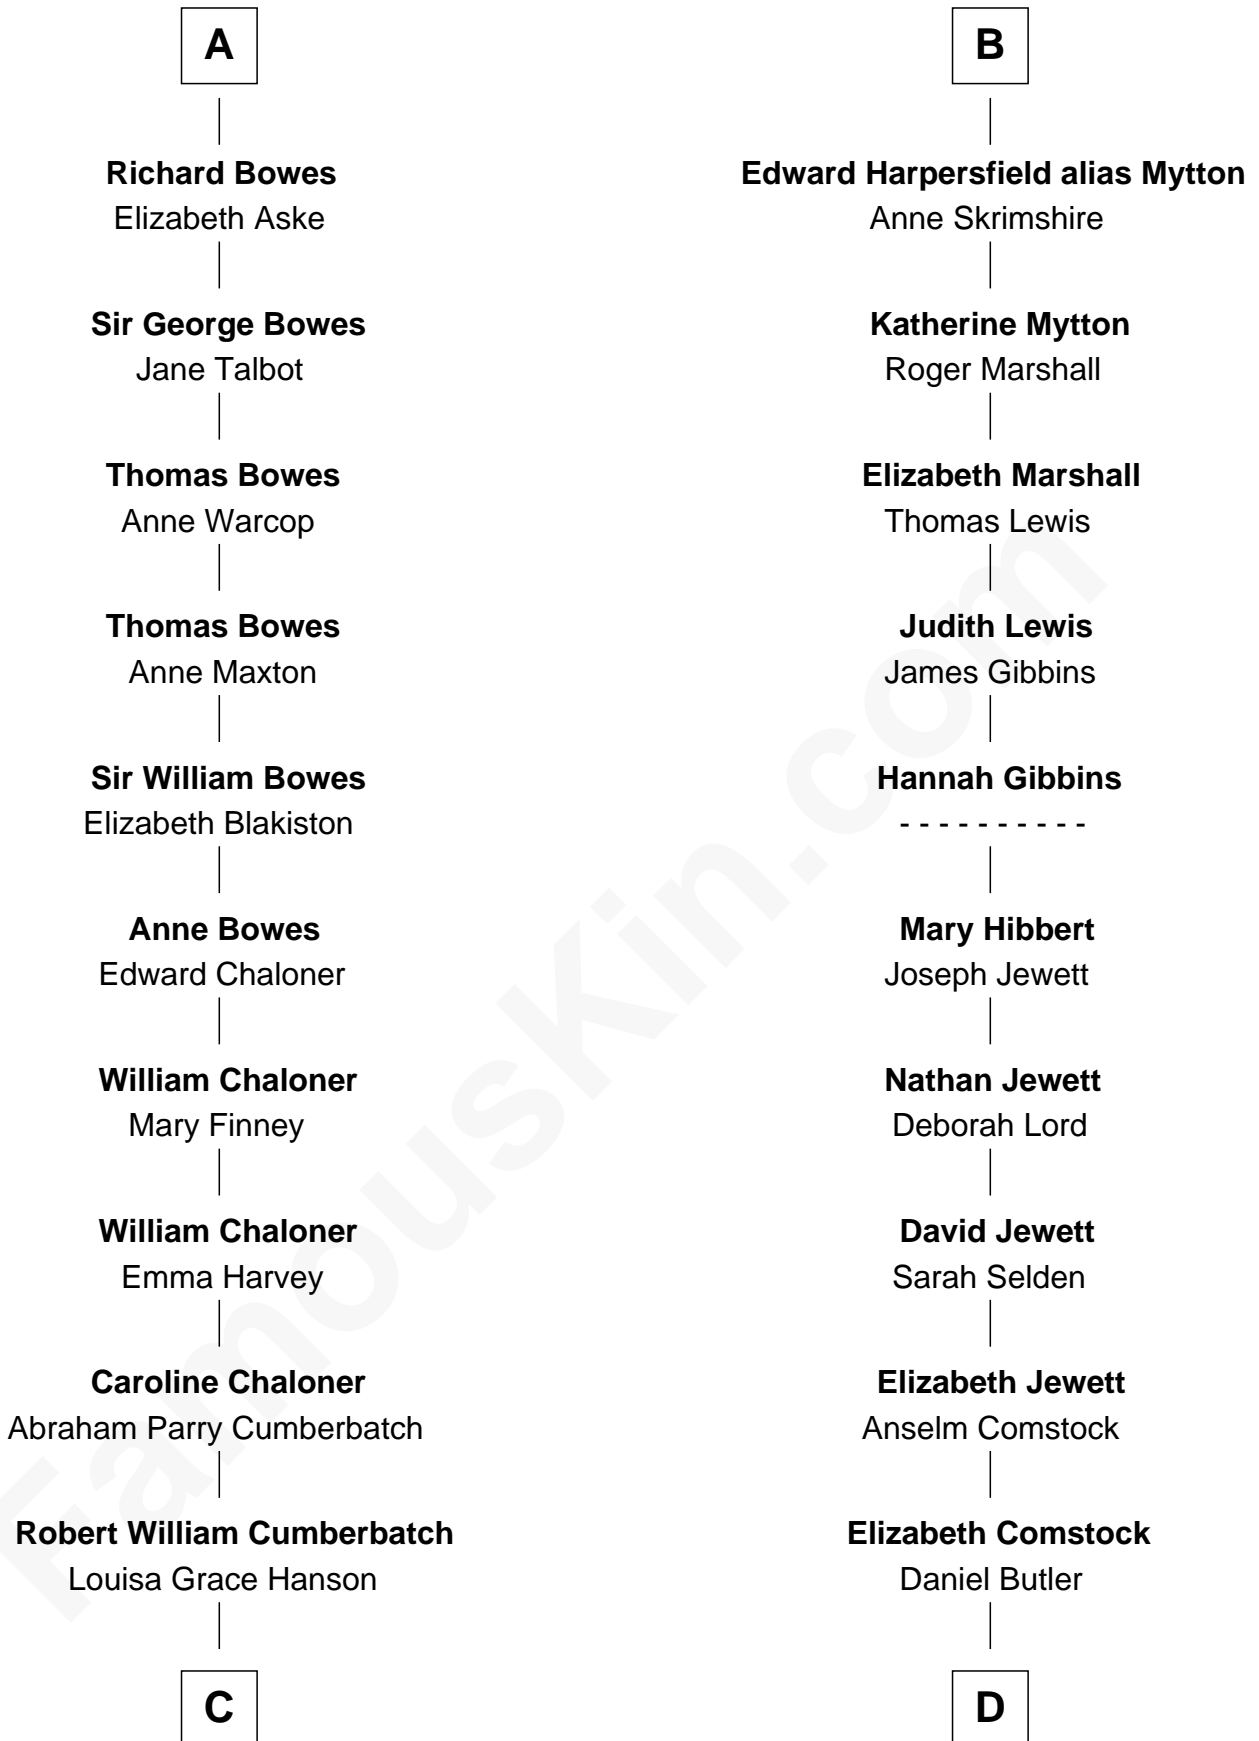 A
Richard Bowes
Elizabeth Aske
Sir George Bowes
Jane Talbot
Thomas Bowes
Anne Warcop
Thomas Bowes
Anne Maxton
Sir William Bowes
Elizabeth Blakiston
Anne Bowes
Edward Chaloner
William Chaloner
Mary Finney
William Chaloner
Emma Harvey
Caroline Chaloner
Abraham Parry Cumberbatch
Robert William Cumberbatch
Louisa Grace Hanson
C
B
Edward Harpersfield alias Mytton
Anne Skrimshire
Katherine Mytton
Roger Marshall
Elizabeth Marshall
Thomas Lewis
Judith Lewis
James Gibbins
Hannah Gibbins
- - - - - - - - - -
Mary Hibbert
Joseph Jewett
Nathan Jewett
Deborah Lord
David Jewett
Sarah Selden
Elizabeth Jewett
Anselm Comstock
Elizabeth Comstock
Daniel Butler
D
FamousKin.com